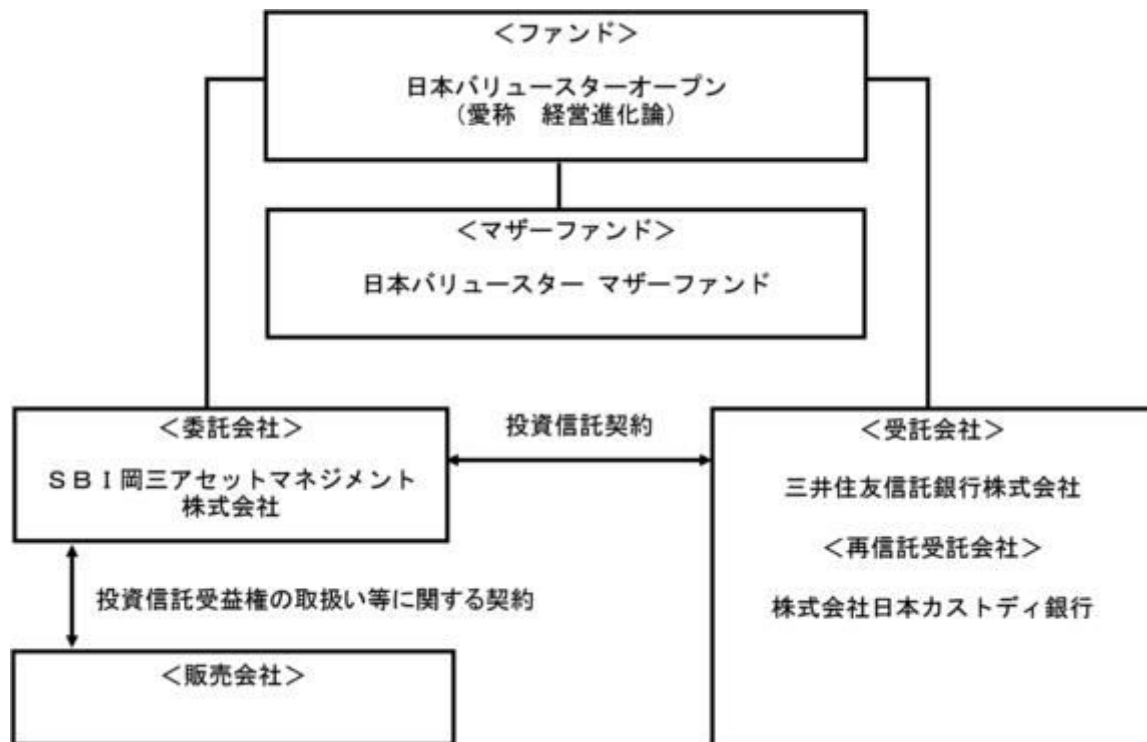 ＜ファンド＞
日本バリュースターオープン
（愛称　経営進化論）
＜マザーファンド＞
日本バリュースター マザーファンド
＜委託会社＞
ＳＢＩ岡三アセットマネジメント
株式会社
投資信託契約
＜受託会社＞
三井住友信託銀行株式会社
＜再信託受託会社＞
株式会社日本カストディ銀行
投資信託受益権の取扱い等に関する契約
＜販売会社＞